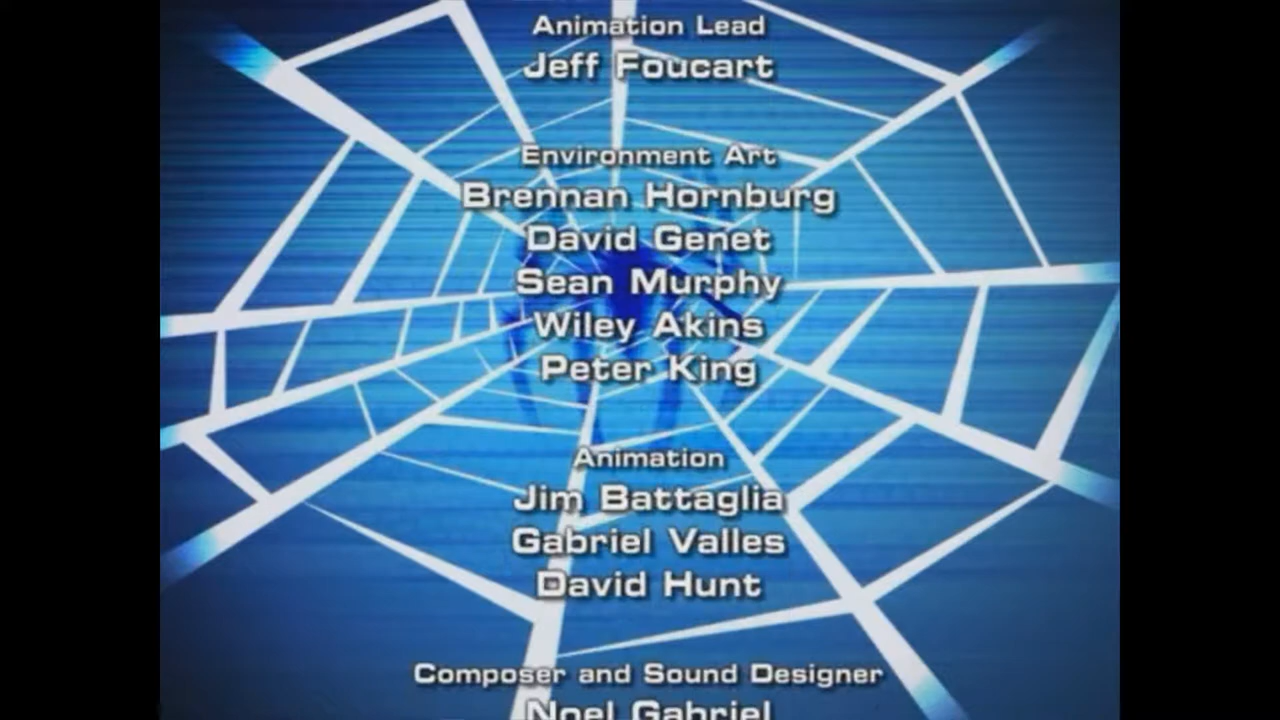 Animation Lead
Jeff Foucart
Environment Art
Brennan Hornburg
David Genet
Sean Murphy
Wiley Akins
Peter King
Animation
Jim Battaglia
Gabriel Valles
David Hunt
Composer and Sound Designer
Noel Gabriel